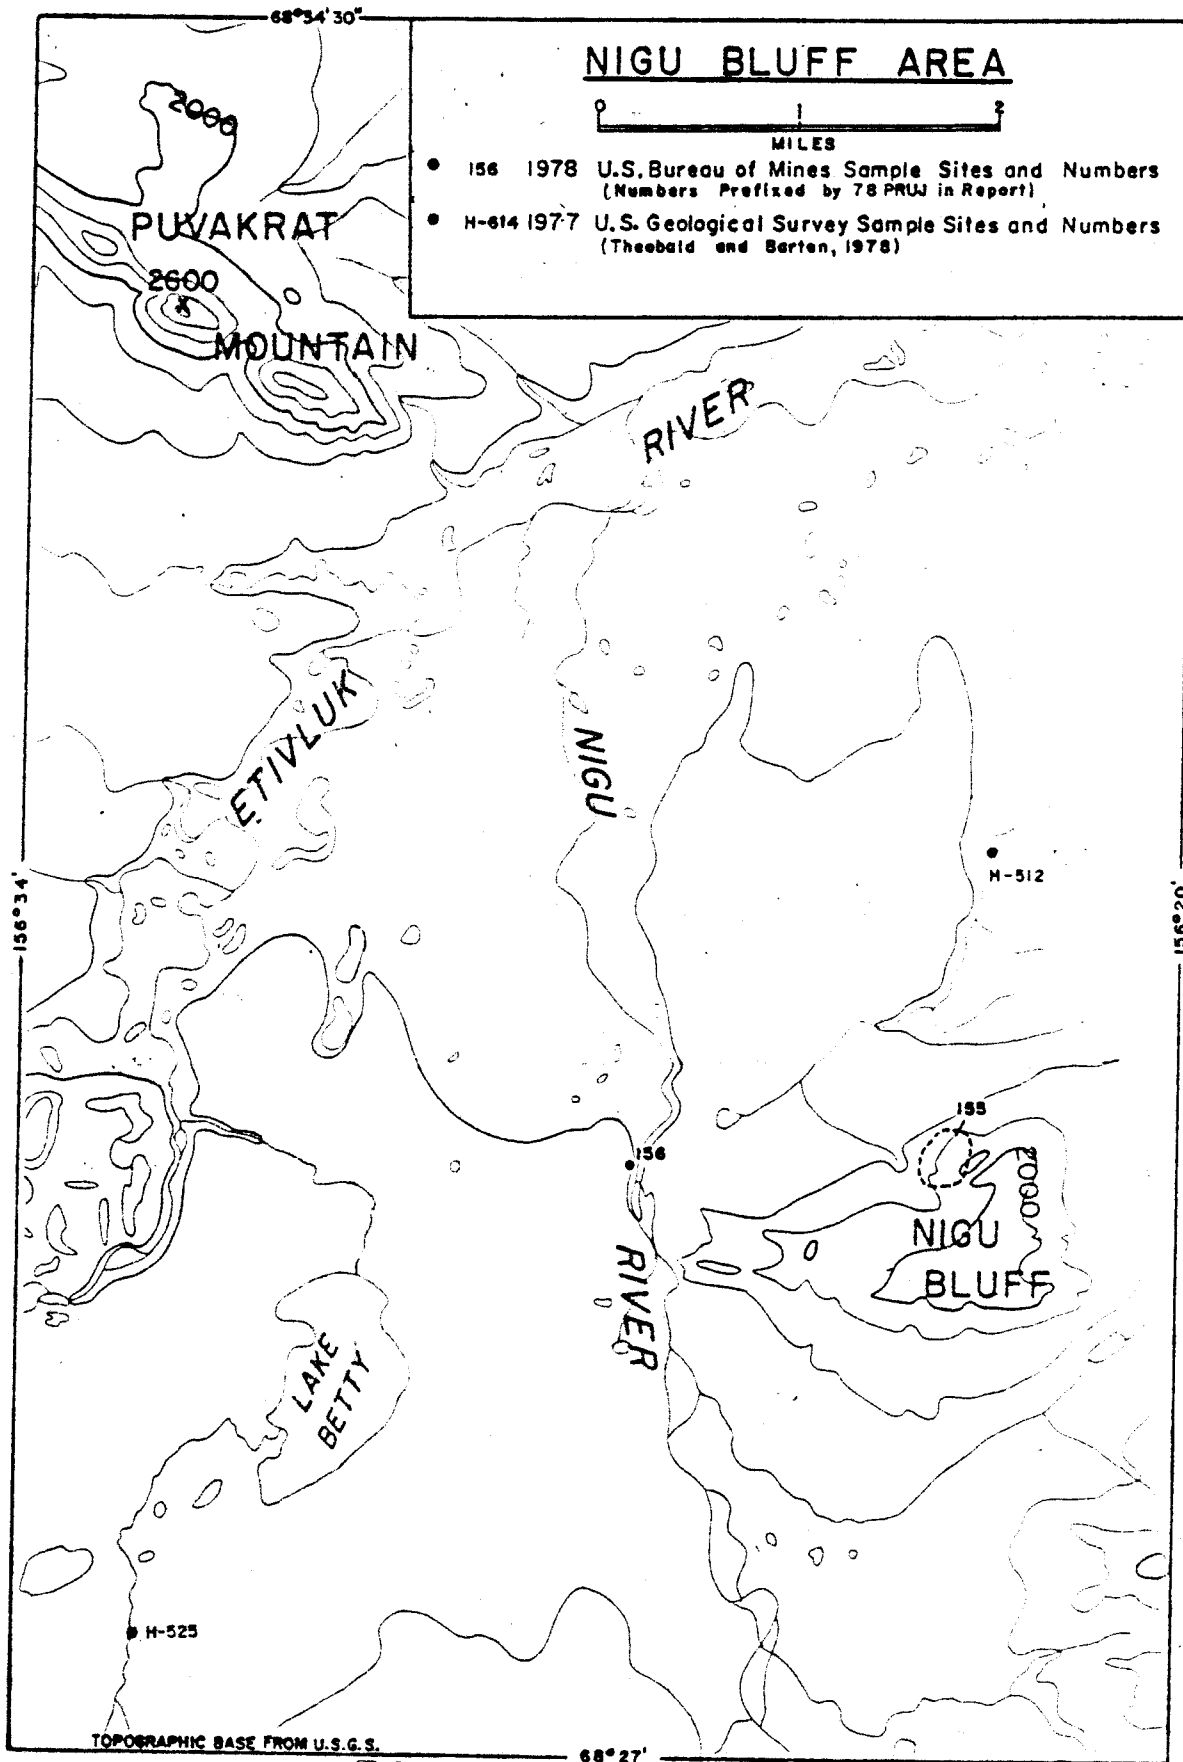 68°34'30"
NIGU BLUFF AREA
0 1 2
MILES
156 1978 U.S. Bureau of Mines Sample Sites and Numbers
(Numbers Prefixed by 78 PRUJ in Report)
H-614 1977 U.S. Geological Survey Sample Sites and Numbers
(Theobald and Barten, 1978)
2000
PUVAKRAT
2600
X
MOUNTAIN
RIVER
ETIVLUK
NIGU
H-512
156°34'
156°20'
155
156
2000
NIGU
BLUFF
RIVER
LAKE
BETTY
H-525
TOPOGRAPHIC BASE FROM U.S.G.S.
68°27'